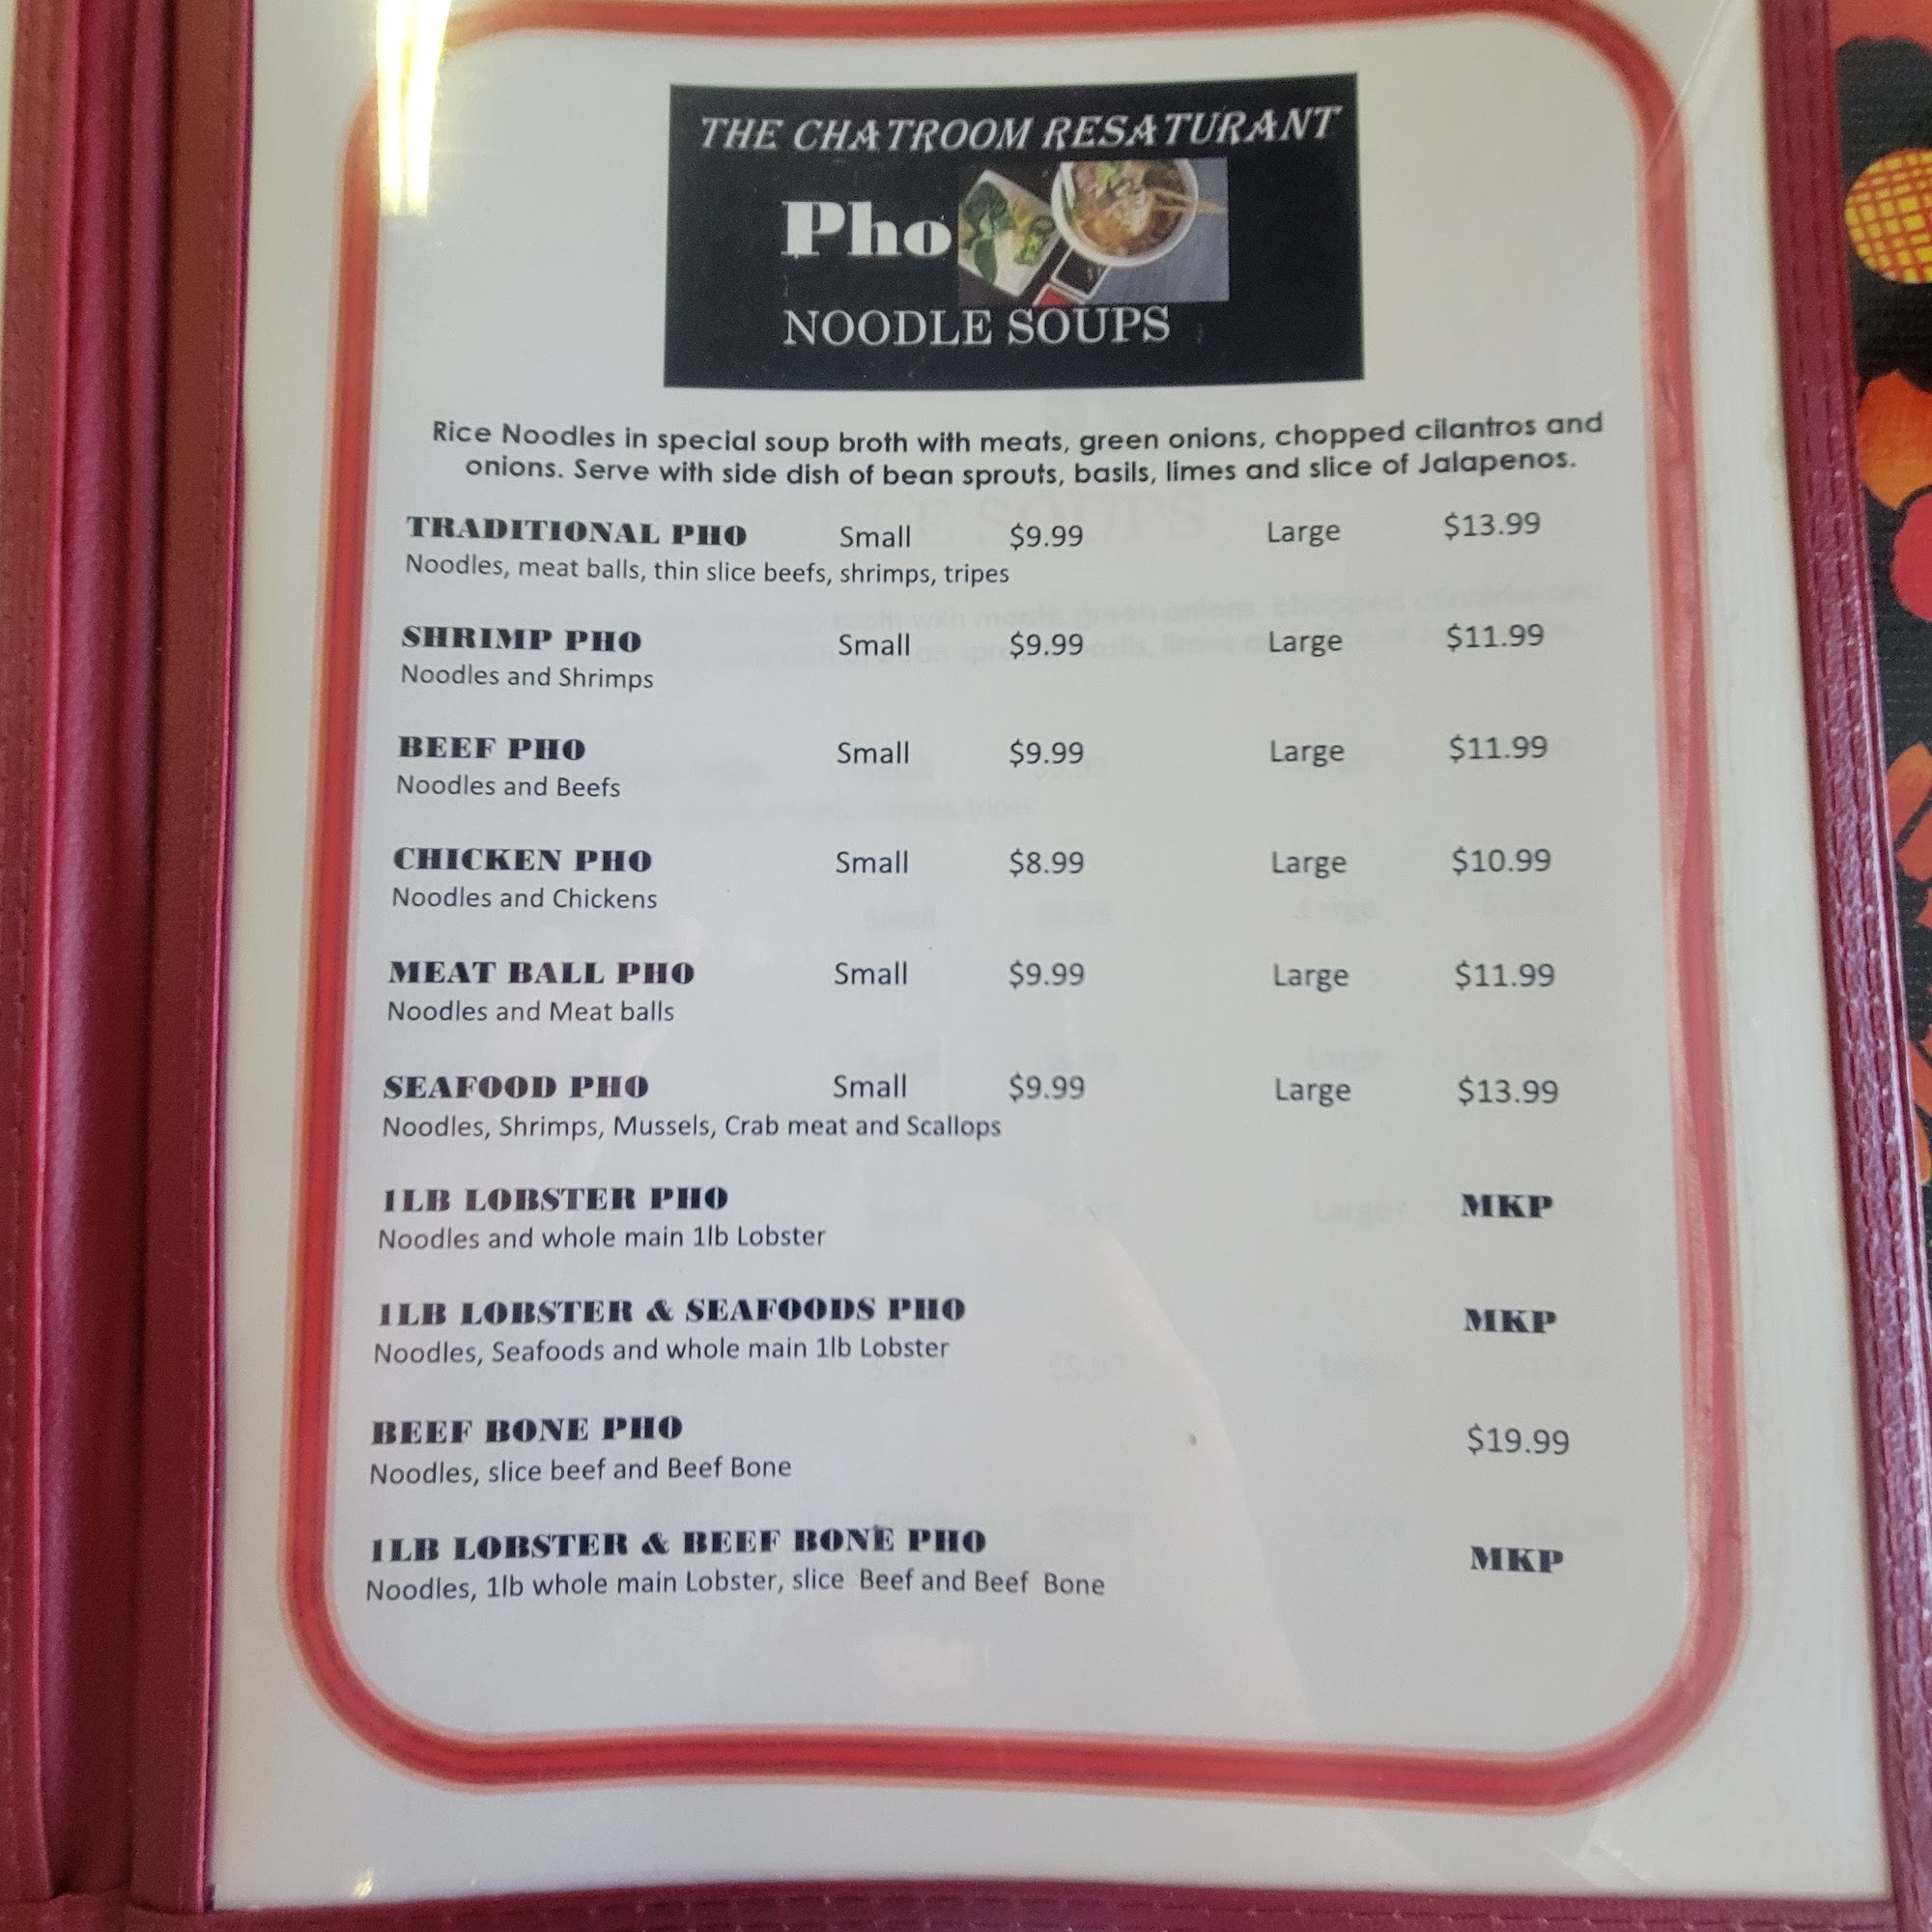 THE CHATROOM RESATURANT
Pho
NOODLE SOUPS
Rice Noodles in special soup broth with meats, green onions, chopped cilantros and
onions. Serve with side dish of bean sprouts, basils, limes and slice of Jalapenos.
TRADITIONAL PHO Small $9.99 Large $13.99
Noodles, meat balls, thin slice beefs, shrimps, tripes
SHRIMP PHO Small $9.99 Large $11.99
Noodles and Shrimps
BEEF PHO Small $9.99 Large $11.99
Noodles and Beefs
CHICKEN PHO Small $8.99 Large $10.99
Noodles and Chickens
MEAT BALL PHO Small $9.99 Large $11.99
Noodles and Meat balls
SEAFOOD PHO Small $9.99 Large $13.99
Noodles, Shrimps, Mussels, Crab meat and Scallops
1LB LOBSTER PHO MKP
Noodles and whole main 1lb Lobster
1LB LOBSTER & SEAFOODS PHO MKP
Noodles, Seafoods and whole main 1lb Lobster
BEEF BONE PHO $19.99
Noodles, slice beef and Beef Bone
1LB LOBSTER & BEEF BONE PHO MKP
Noodles, 1lb whole main Lobster, slice Beef and Beef Bone